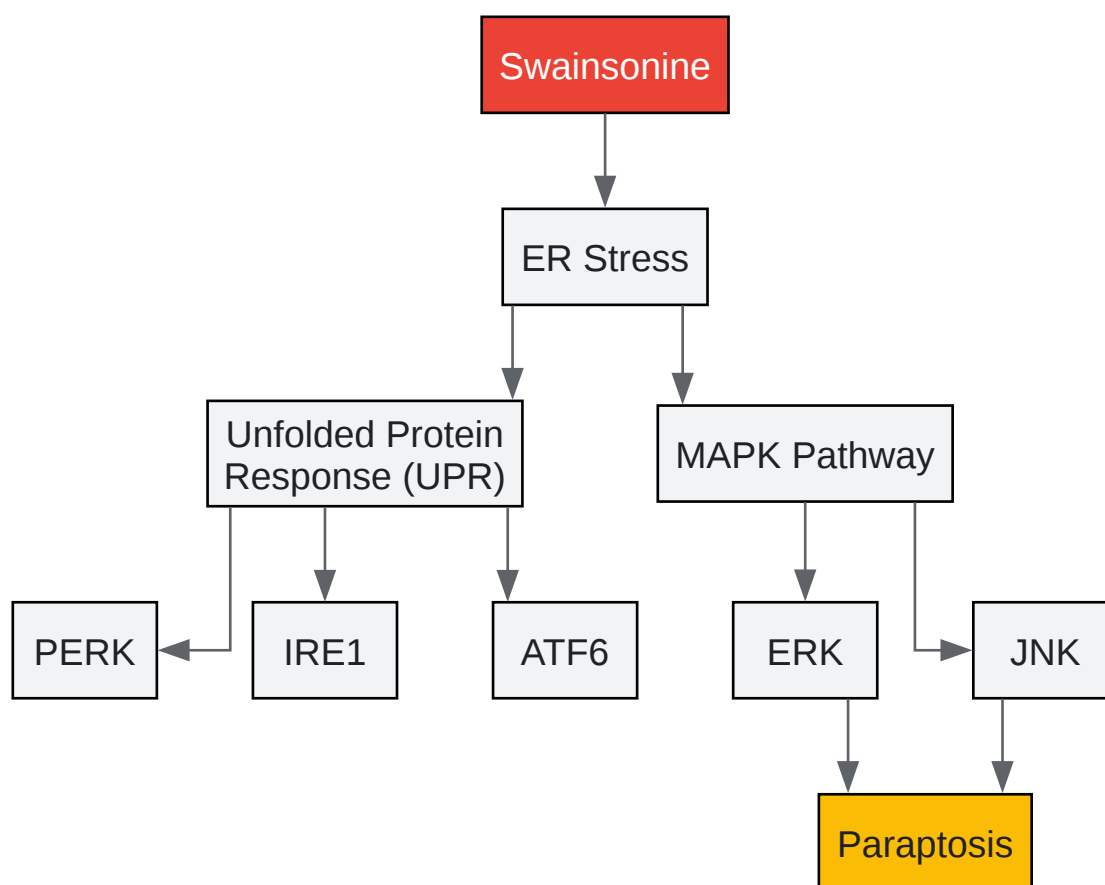 Swainsonine
ER Stress
Unfolded Protein
Response (UPR)
MAPK Pathway
PERK
IRE1
ATF6
ERK
JNK
Paraptosis